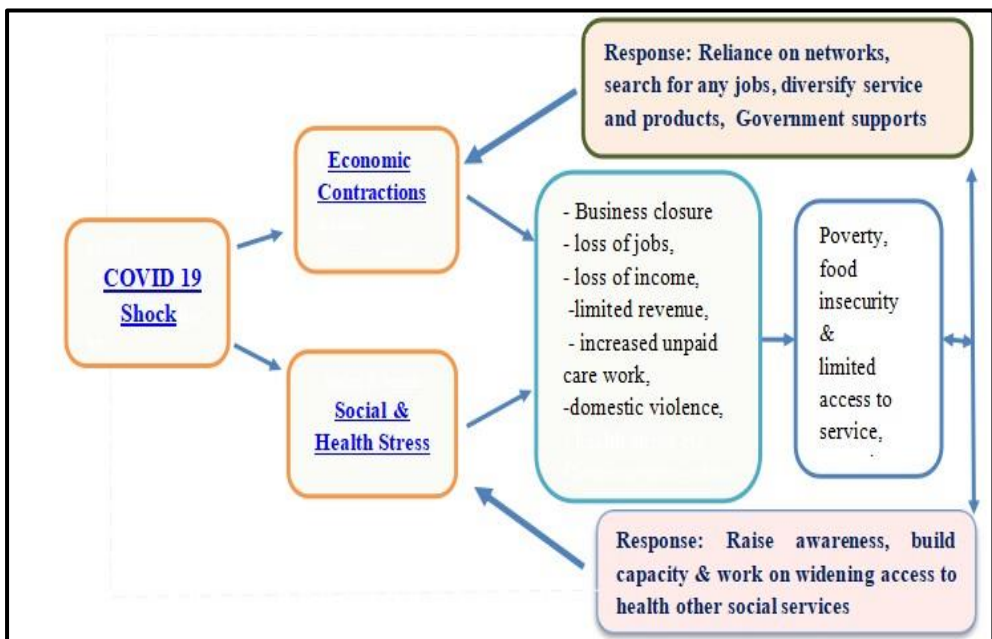 Response: Reliance on networks,
search for any jobs, diversify service
and products, Government supports
Economic
Contractions
COVID 19
Shock
Social &
Health Stress
- Business closure
- loss of jobs,
- loss of income,
-limited revenue,
- increased unpaid
care work,
-domestic violence,
Poverty,
food
insecurity
&
limited
access to
service,
Response: Raise awareness, build
capacity & work on widening access to
health other social services